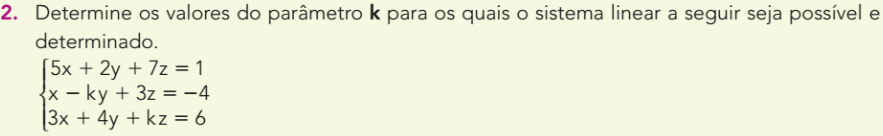 2. Determine os valores do parâmetro k para os quais o sistema linear a seguir seja possível e
determinado.
5x + 2y + 7z = 1
x − ky + 3z = −4
3x + 4y + kz = 6